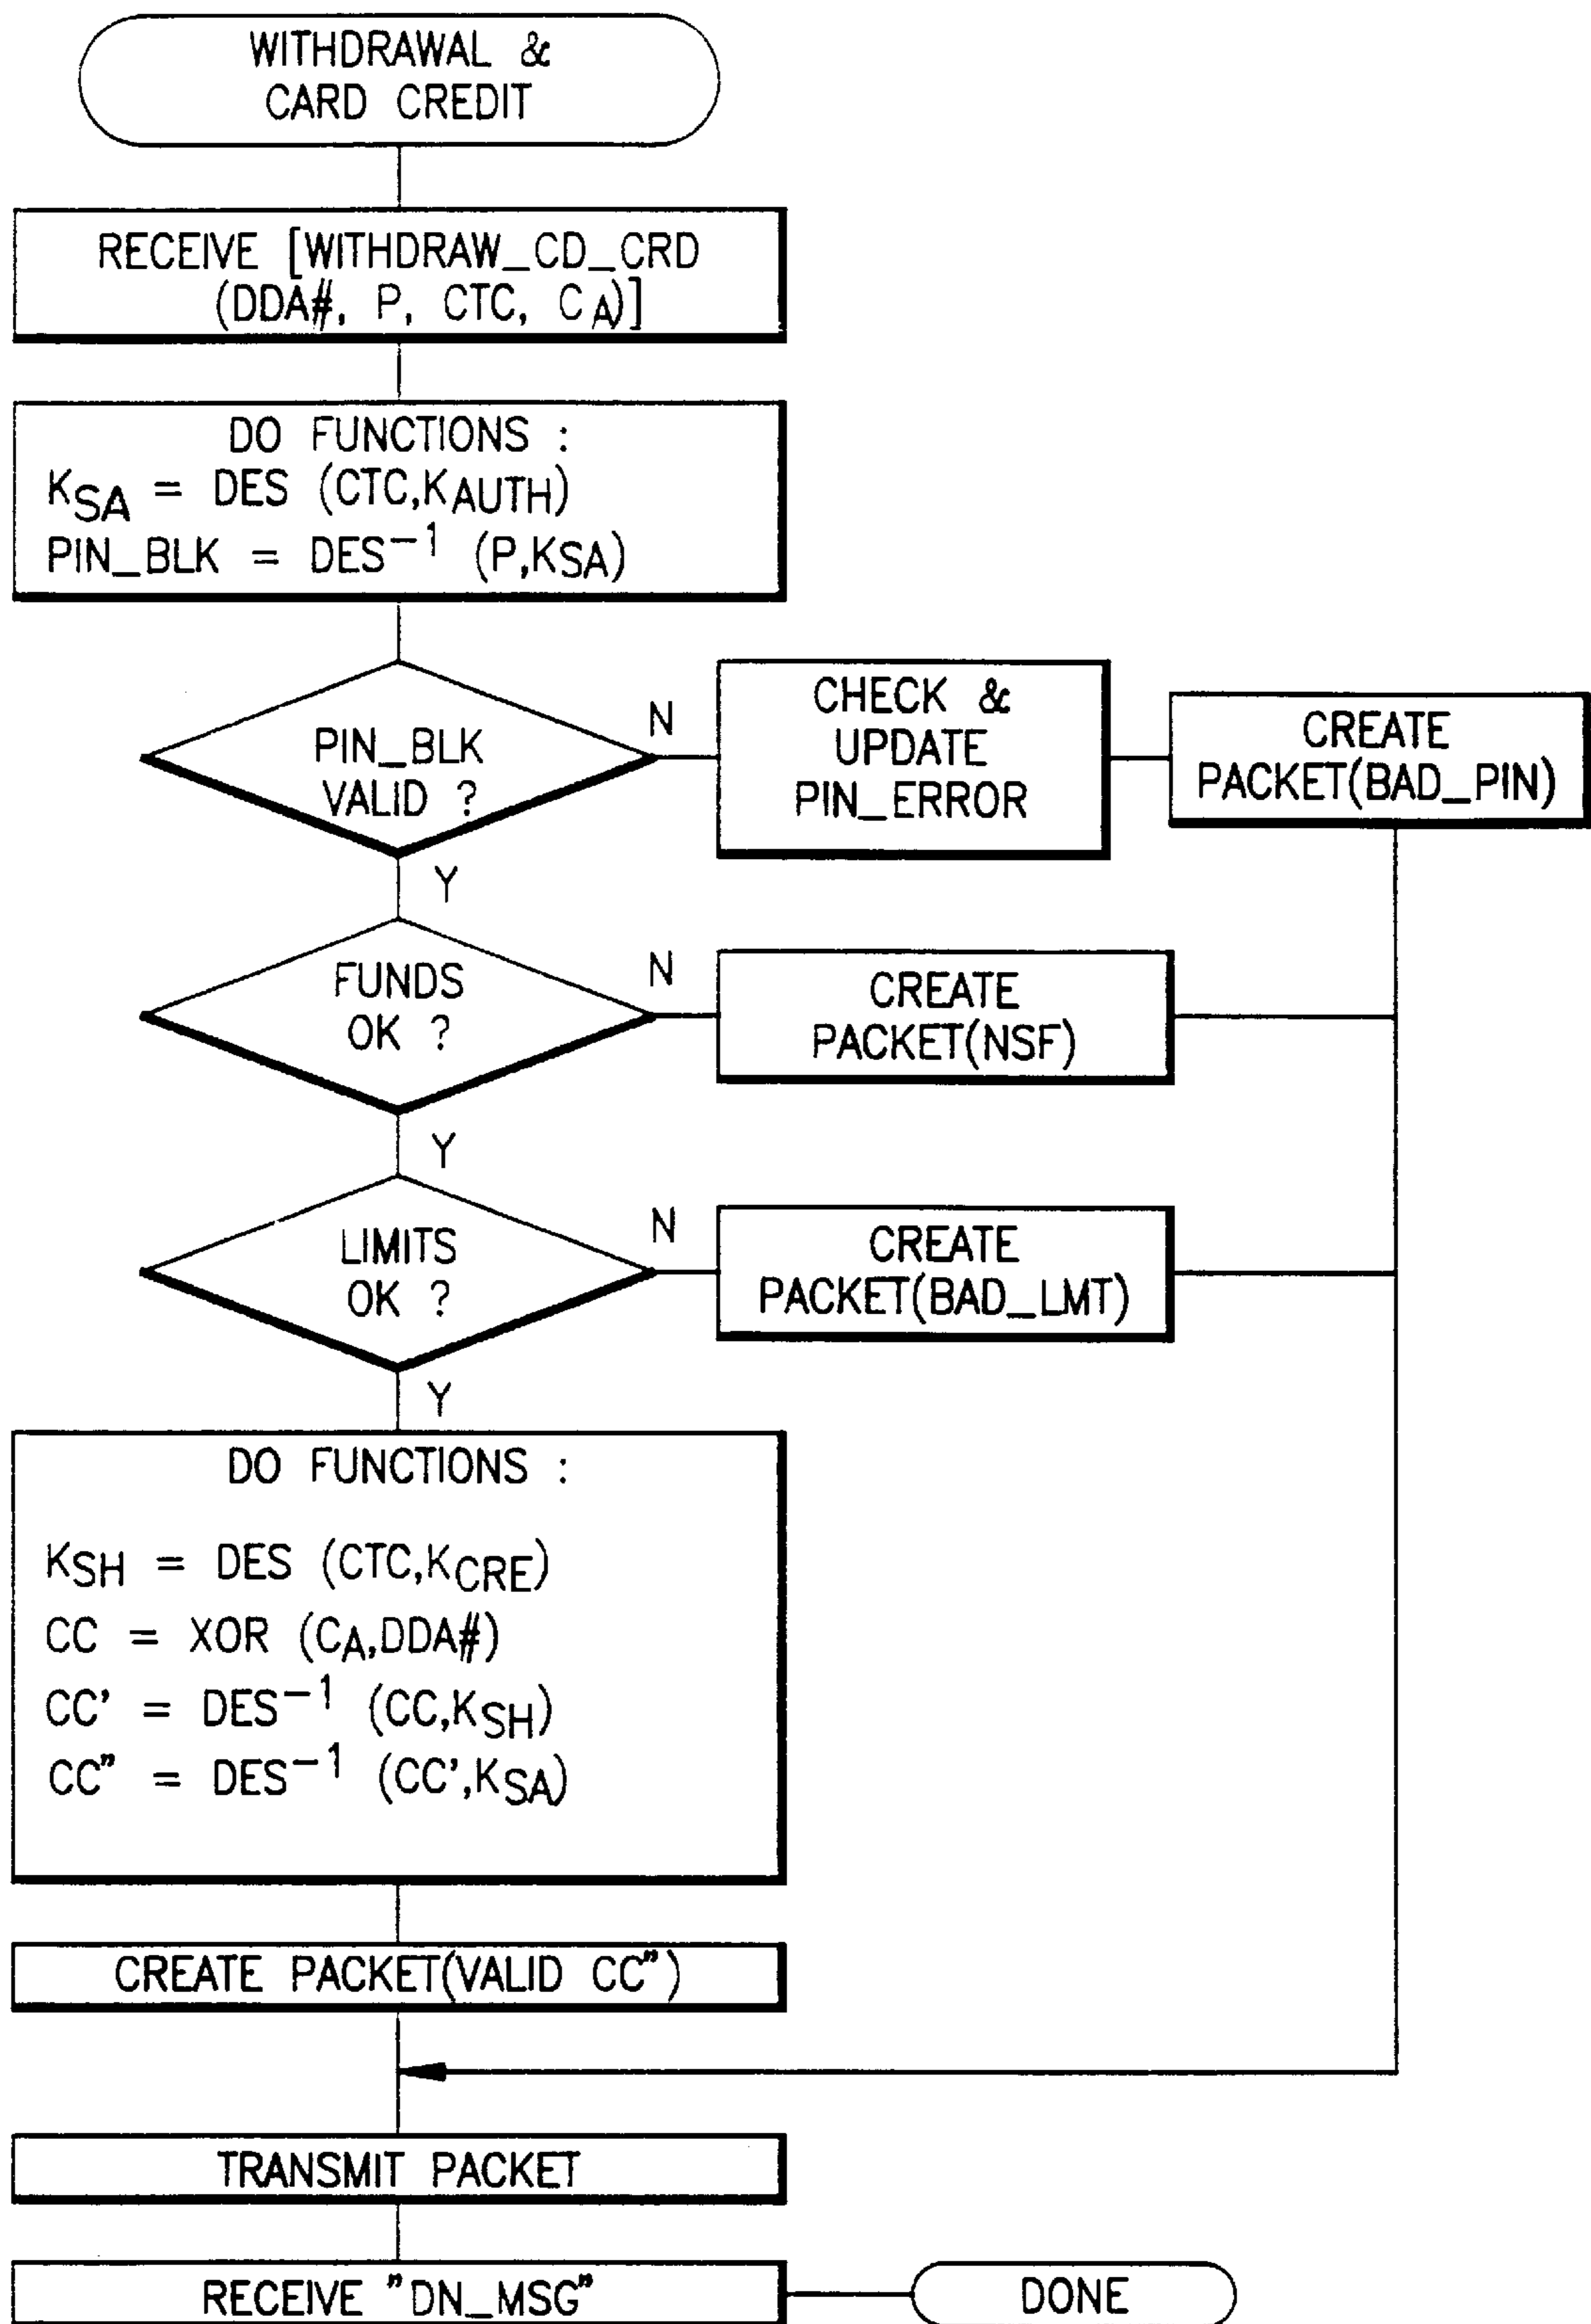 WITHDRAWAL &
CARD CREDIT
RECEIVE [WITHDRAW_CD_CRD
(DDA#, P, CTC, CA)]
DO FUNCTIONS :
KSA = DES (CTC,KAUTH)
PIN_BLK = DES⁻¹ (P,KSA)
PIN_BLK
VALID ?
N
CHECK &
UPDATE
PIN_ERROR
CREATE
PACKET(BAD_PIN)
Y
FUNDS
OK ?
N
CREATE
PACKET(NSF)
Y
LIMITS
OK ?
N
CREATE
PACKET(BAD_LMT)
Y
DO FUNCTIONS :
KSH = DES (CTC,KCRE)
CC = XOR (CA,DDA#)
CC' = DES⁻¹ (CC,KSH)
CC" = DES⁻¹ (CC',KSA)
CREATE PACKET(VALID CC")
TRANSMIT PACKET
RECEIVE "DN_MSG"
DONE